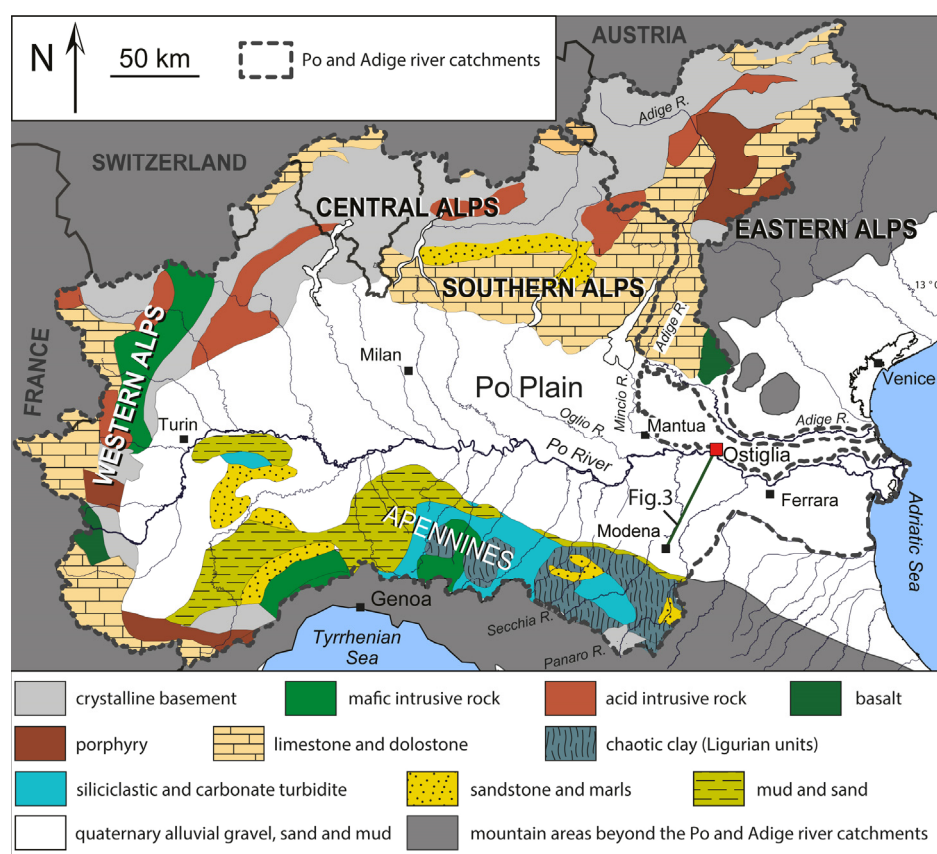 AUSTRIA
N
50 km
Po and Adige river catchments
Adige R.
SWITZERLAND
CENTRAL ALPS
EASTERN ALPS
SOUTHERN ALPS
13°
FRANCE
WESTERN ALPS
Adige R.
Milan
Po Plain
Mincio R.
Venice
Oglio R.
Mantua
Adige R.
Turin
Po River
Ostiglia
Fig.3
Ferrara
Modena
Adriatic Sea
APENNINES
Genoa
Secchia R.
Tyrrhenian
Sea
Panaro R.
crystalline basement
mafic intrusive rock
acid intrusive rock
basalt
porphyry
limestone and dolostone
chaotic clay (Ligurian units)
siliciclastic and carbonate turbidite
sandstone and marls
mud and sand
quaternary alluvial gravel, sand and mud
mountain areas beyond the Po and Adige river catchments